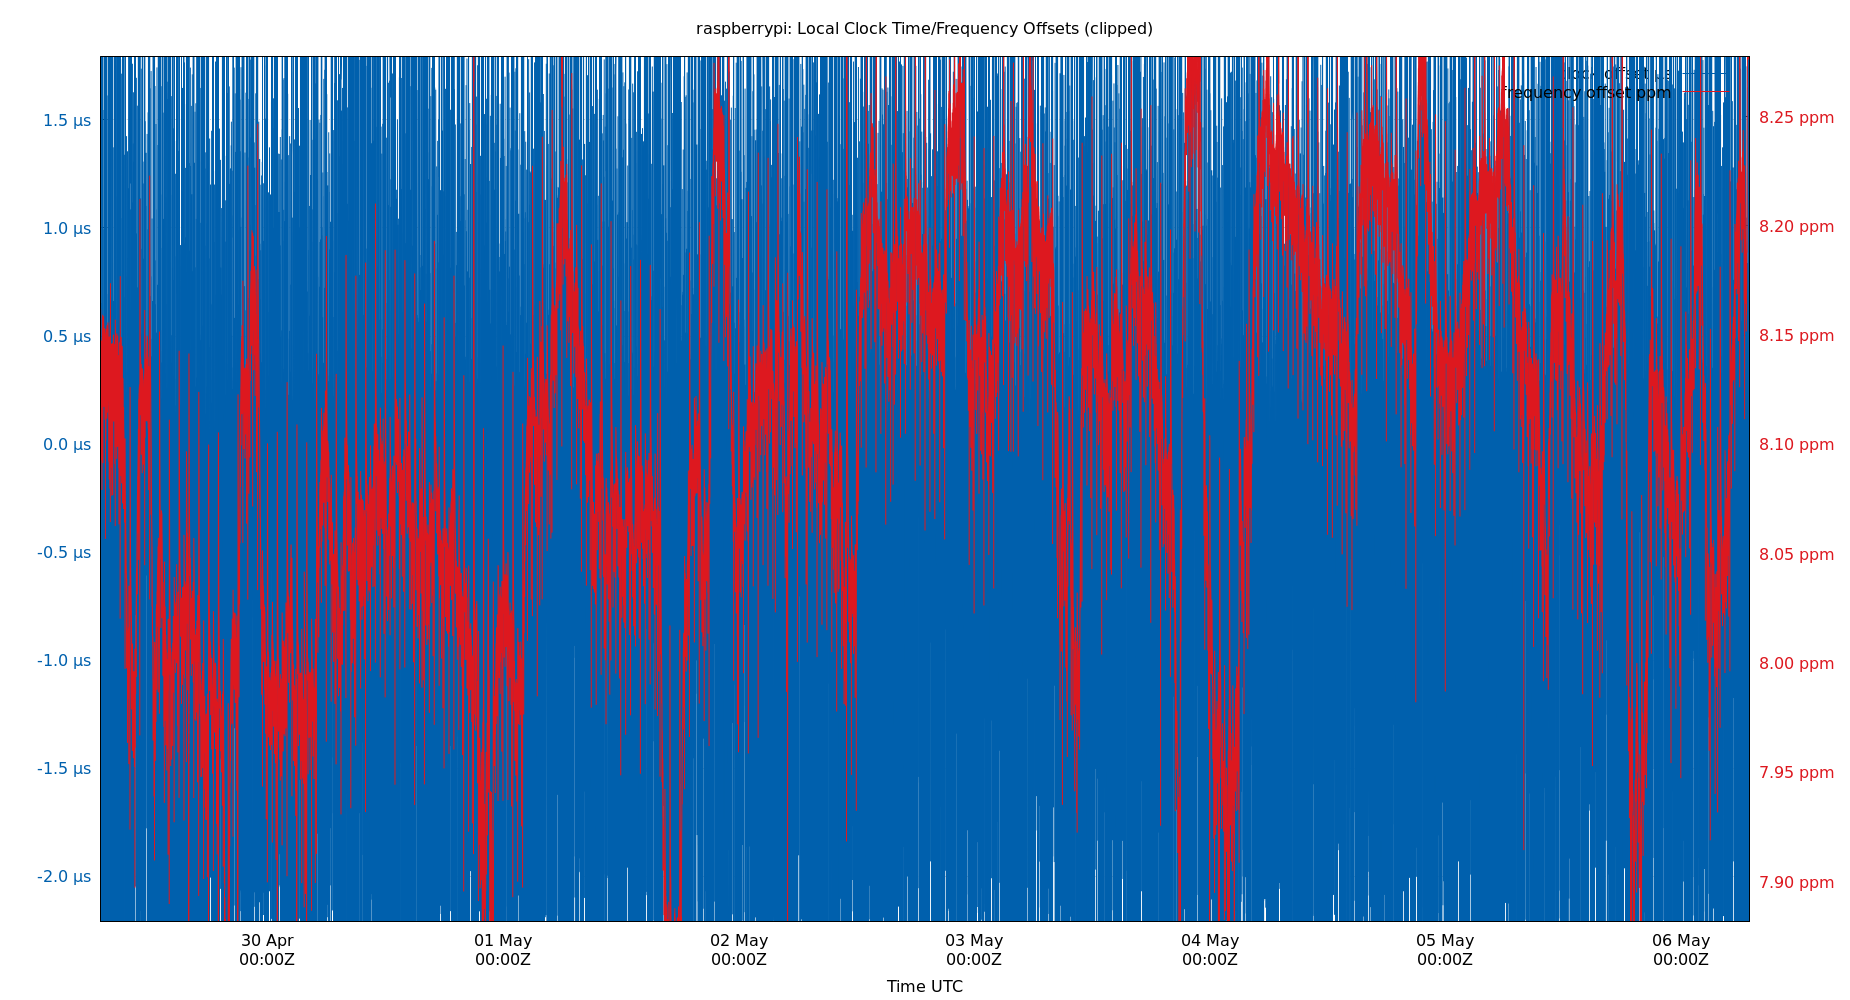 raspberrypi: Local Clock Time/Frequency Offsets (clipped)
clock offset µs
frequency offset ppm
1.5 µs
1.0 µs
0.5 µs
0.0 µs
-0.5 µs
-1.0 µs
-1.5 µs
-2.0 µs
8.25 ppm
8.20 ppm
8.15 ppm
8.10 ppm
8.05 ppm
8.00 ppm
7.95 ppm
7.90 ppm
30 Apr
00:00Z
01 May
00:00Z
02 May
00:00Z
03 May
00:00Z
04 May
00:00Z
05 May
00:00Z
06 May
00:00Z
Time UTC